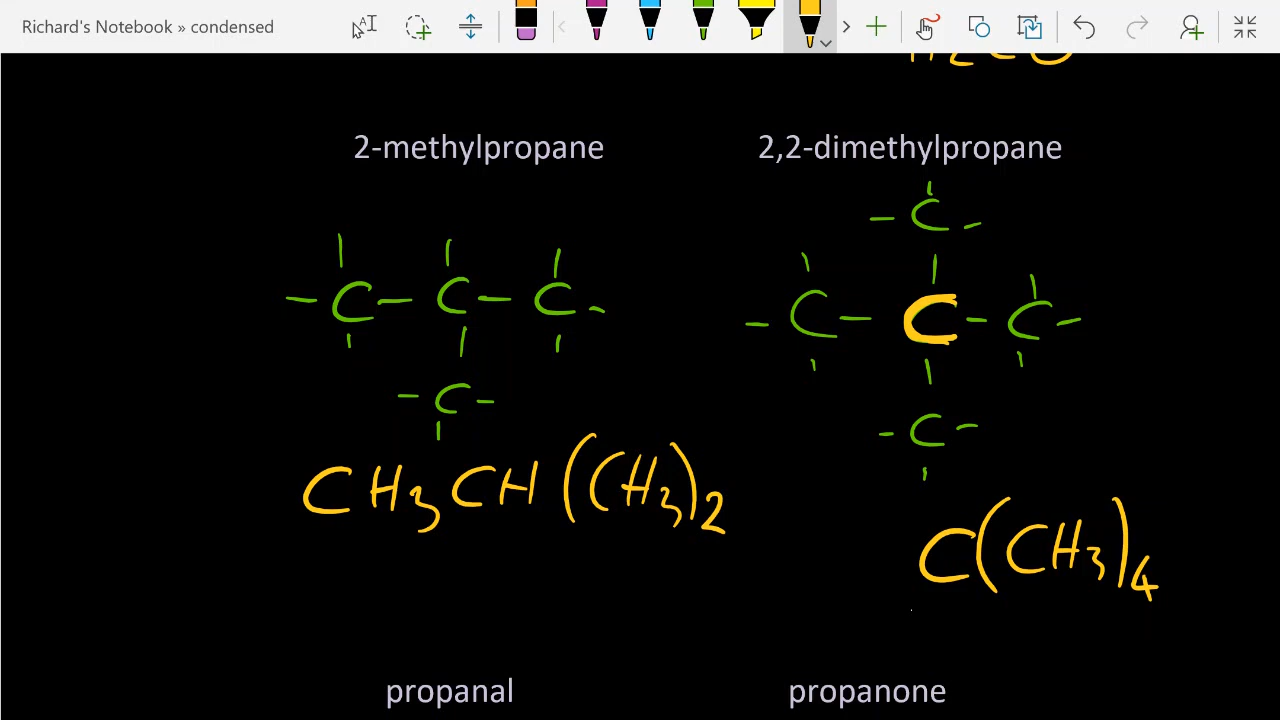 Richard's Notebook » condensed
2-methylpropane
2,2-dimethylpropane
C
C - C - C
C - C - C
C
C
CH3CH(CH3)2
C(CH3)4
propanal
propanone